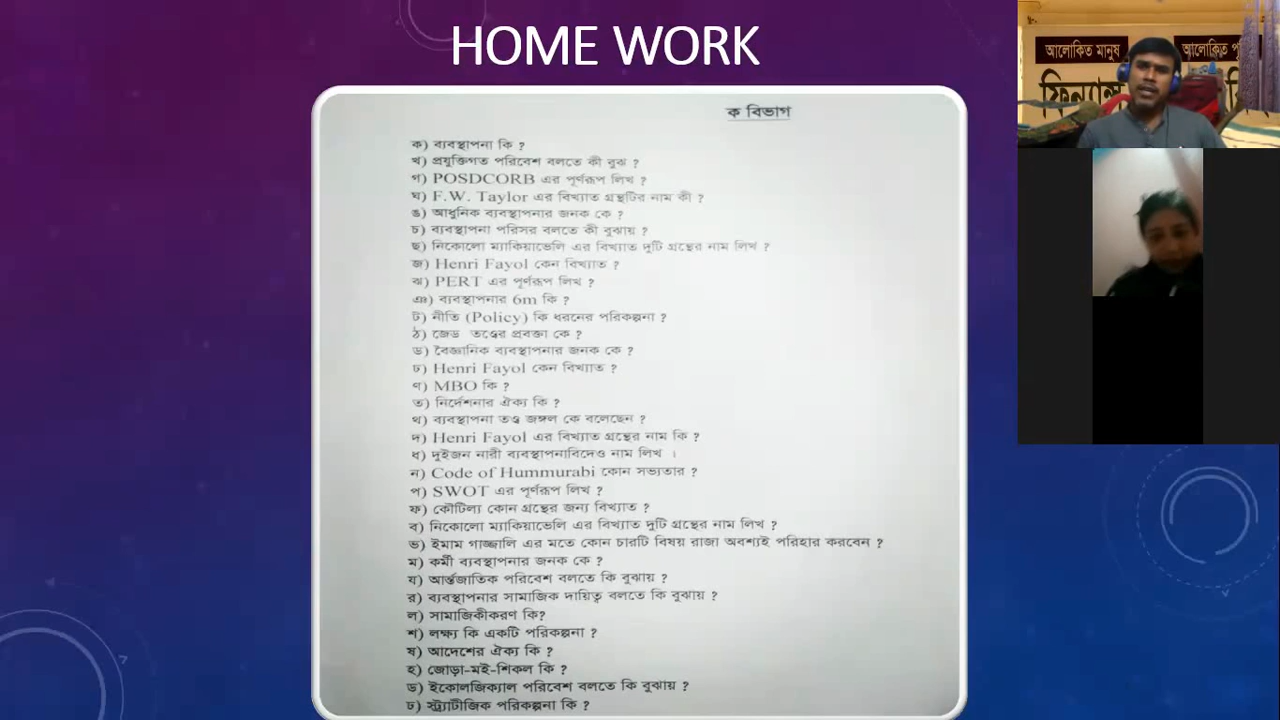 HOME WORK
আলোকিত মানুষ
ক বিভাগ
ক) ব্যবস্থাপনা কি ?
খ) প্রযুক্তিগত পরিবেশ বলতে কী বুঝ ?
গ) POSDCORB এর পূর্ণরূপ লিখ ?
ঘ) F.W. Taylor এর বিখ্যাত গ্রন্থটির নাম কী ?
ঙ) আধুনিক ব্যবস্থাপনার জনক কে ?
চ) ব্যবস্থাপনা পরিসর বলতে কী বুঝায় ?
ছ) নিকোলো ম্যাকিয়াভেলি এর বিখ্যাত দুটি গ্রন্থের নাম লিখ ?
জ) Henri Fayol কেন বিখ্যাত ?
ঝ) PERT এর পূর্ণরূপ লিখ ?
ঞ) ব্যবস্থাপনার 6m কি ?
ট) নীতি (Policy) কি ধরনের পরিকল্পনা ?
ঠ) জেড তত্ত্বের প্রবক্তা কে ?
ড) বৈজ্ঞানিক ব্যবস্থাপনার জনক কে ?
ঢ) Henri Fayol কেন বিখ্যাত ?
ণ) MBO কি ?
ত) নির্দেশনার ঐক্য কি ?
থ) ব্যবস্থাপনা তত্ত্ব জঙ্গল কে বলেছেন ?
দ) Henri Fayol এর বিখ্যাত গ্রন্থের নাম কি ?
ধ) দুইজন নারী ব্যবস্থাপনাবিদেও নাম লিখ ।
ন) Code of Hummurabi কোন সভ্যতার ?
প) SWOT এর পূর্ণরূপ লিখ ?
ফ) কৌটিল্য কোন গ্রন্থের জন্য বিখ্যাত ?
ব) নিকোলো ম্যাকিয়াভেলি এর বিখ্যাত দুটি গ্রন্থের নাম লিখ ?
ভ) ইমাম গাজ্জালি এর মতে কোন চারটি বিষয় রাজা অবশ্যই পরিহার করবেন ?
ম) কর্মী ব্যবস্থাপনার জনক কে ?
য) আর্ন্তজাতিক পরিবেশ বলতে কি বুঝায় ?
র) ব্যবস্থাপনার সামাজিক দায়িত্ব বলতে কি বুঝায় ?
ল) সামাজিকীকরণ কি?
শ) লক্ষ্য কি একটি পরিকল্পনা ?
ষ) আদেশের ঐক্য কি ?
হ) জোড়া-মই-শিকল কি ?
ড) ইকোলজিক্যাল পরিবেশ বলতে কি বুঝায় ?
ঢ) স্ট্র্যাটীজিক পরিকল্পনা কি ?